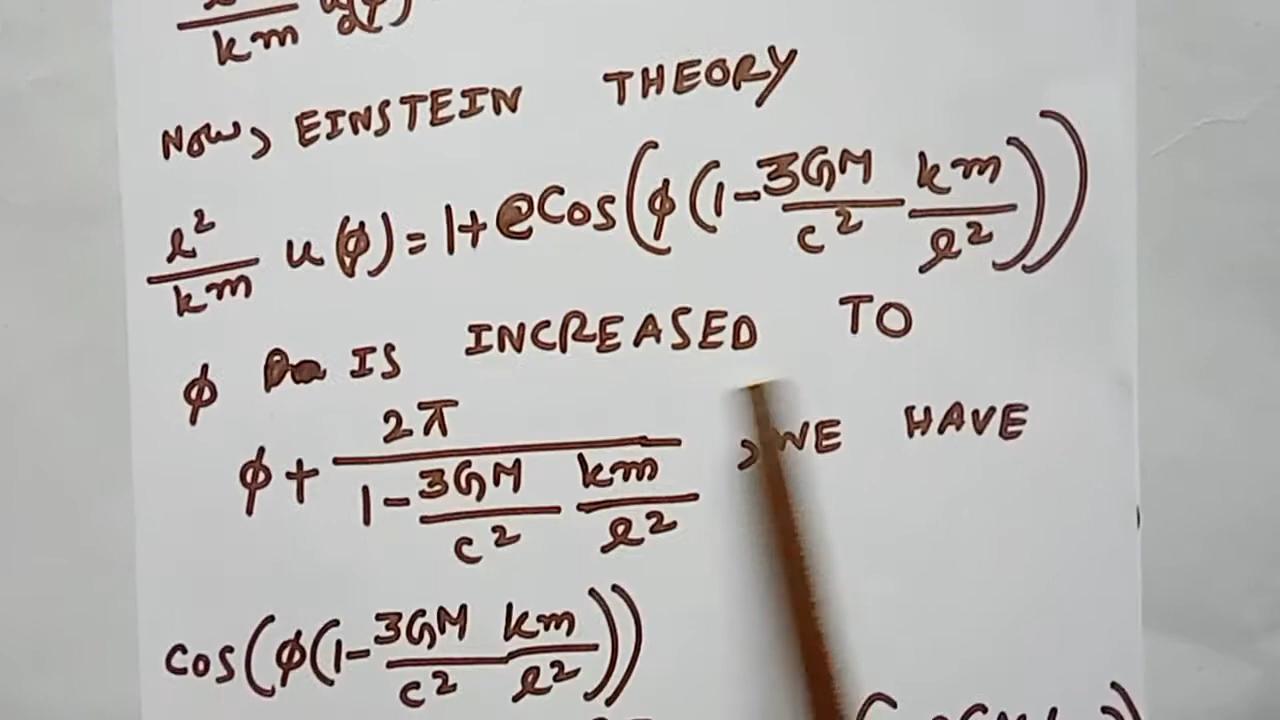 km
NOW, EINSTEIN THEORY
l²/km u(ϕ) = 1 + e Cos(ϕ(1 - 3GM/c² km/l²))
ϕ IS INCREASED TO
ϕ + 2π/(1 - 3GM/c² km/l²) , WE HAVE
cos(ϕ(1 - 3GM/c² km/l²))